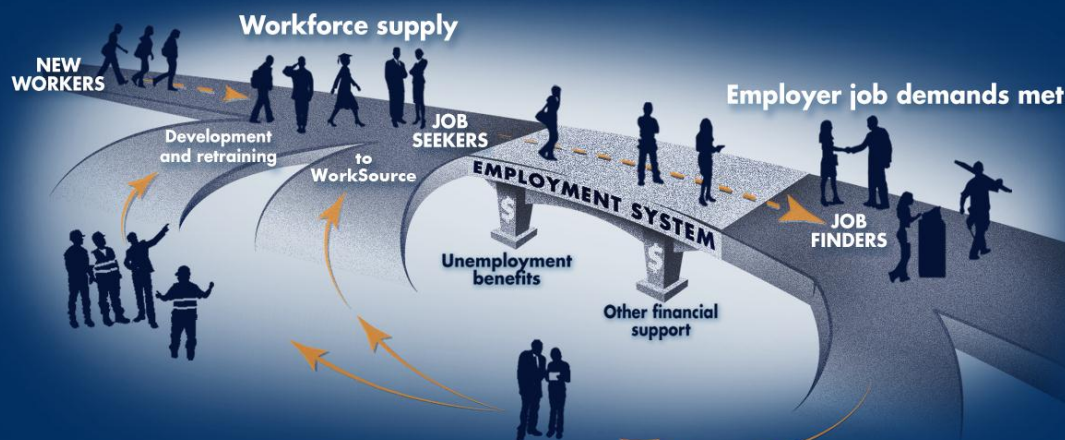 Workforce supply
NEW
WORKERS
Employer job demands met
Development
and retraining
to
WorkSource
JOB
SEEKERS
EMPLOYMENT SYSTEM
$
$
JOB
FINDERS
Unemployment
benefits
Other financial
support